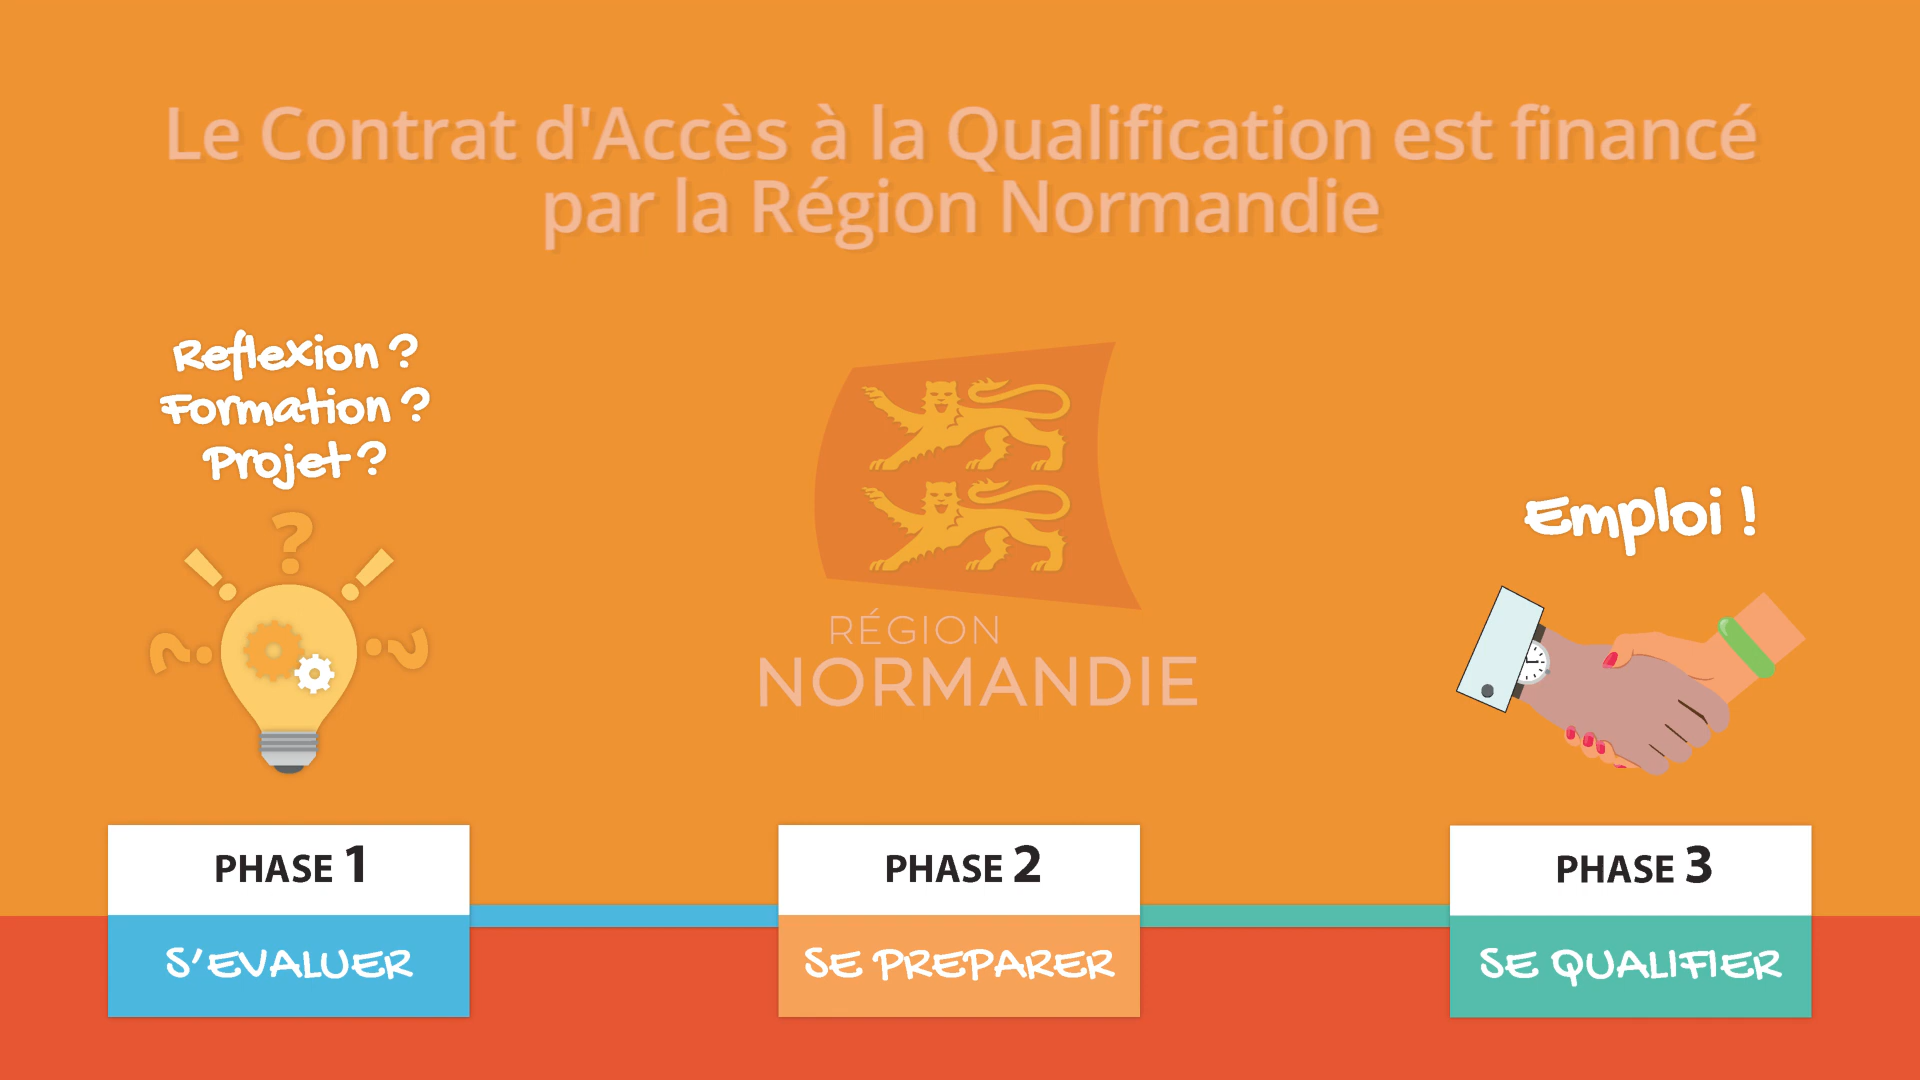 Le Contrat d'Accès à la Qualification est financé
par la Région Normandie
Reflexion ?
Formation ?
Projet ?
RÉGION
NORMANDIE
Emploi !
PHASE 1
S'EVALUER
PHASE 2
SE PREPARER
PHASE 3
SE QUALIFIER